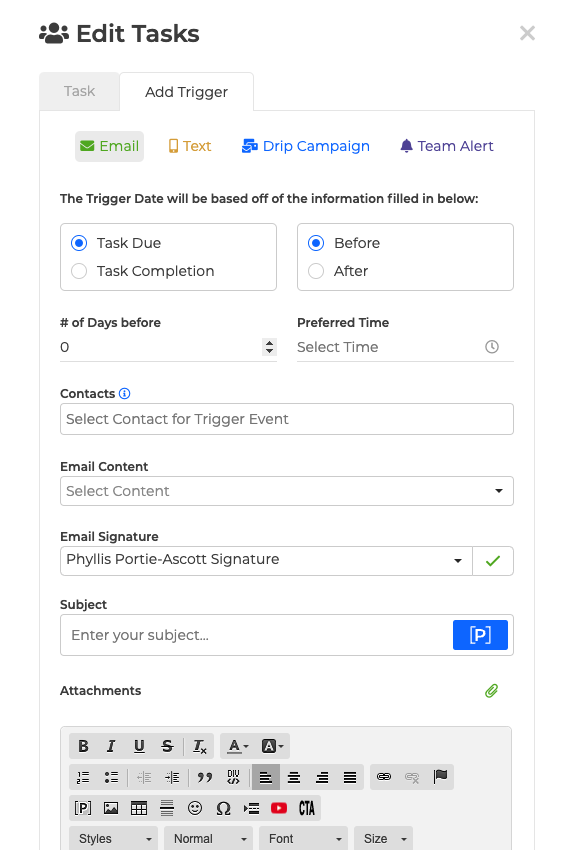 Edit Tasks
Task
Add Trigger
Email
Text
Drip Campaign
Team Alert
The Trigger Date will be based off of the information filled in below:
Task Due
Task Completion
Before
After
# of Days before
Preferred Time
0
Select Time
Contacts
Select Contact for Trigger Event
Email Content
Select Content
Email Signature
Phyllis Portie-Ascott Signature
Subject
Enter your subject...
[P]
Attachments
B I U S Tx A A
DIV
[P] Ω CTA
Styles Normal Font Size